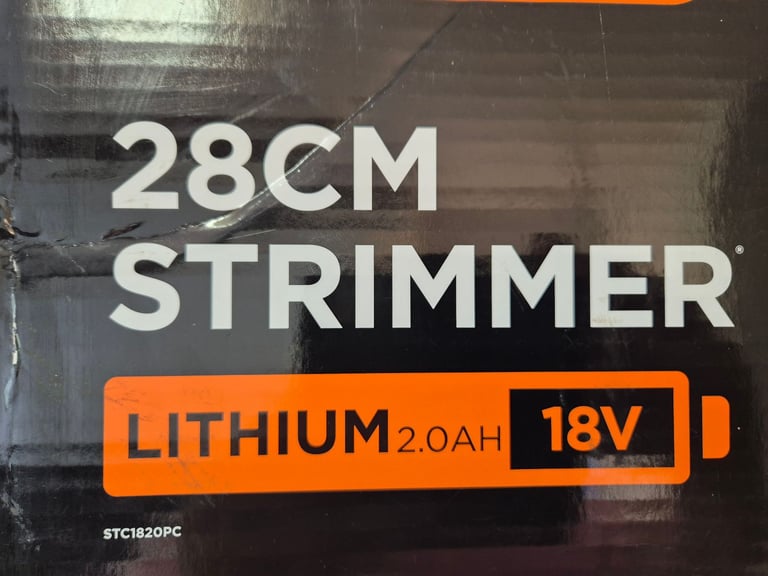 28CM
STRIMMER®
LITHIUM 2.0AH 18V
STC1820PC